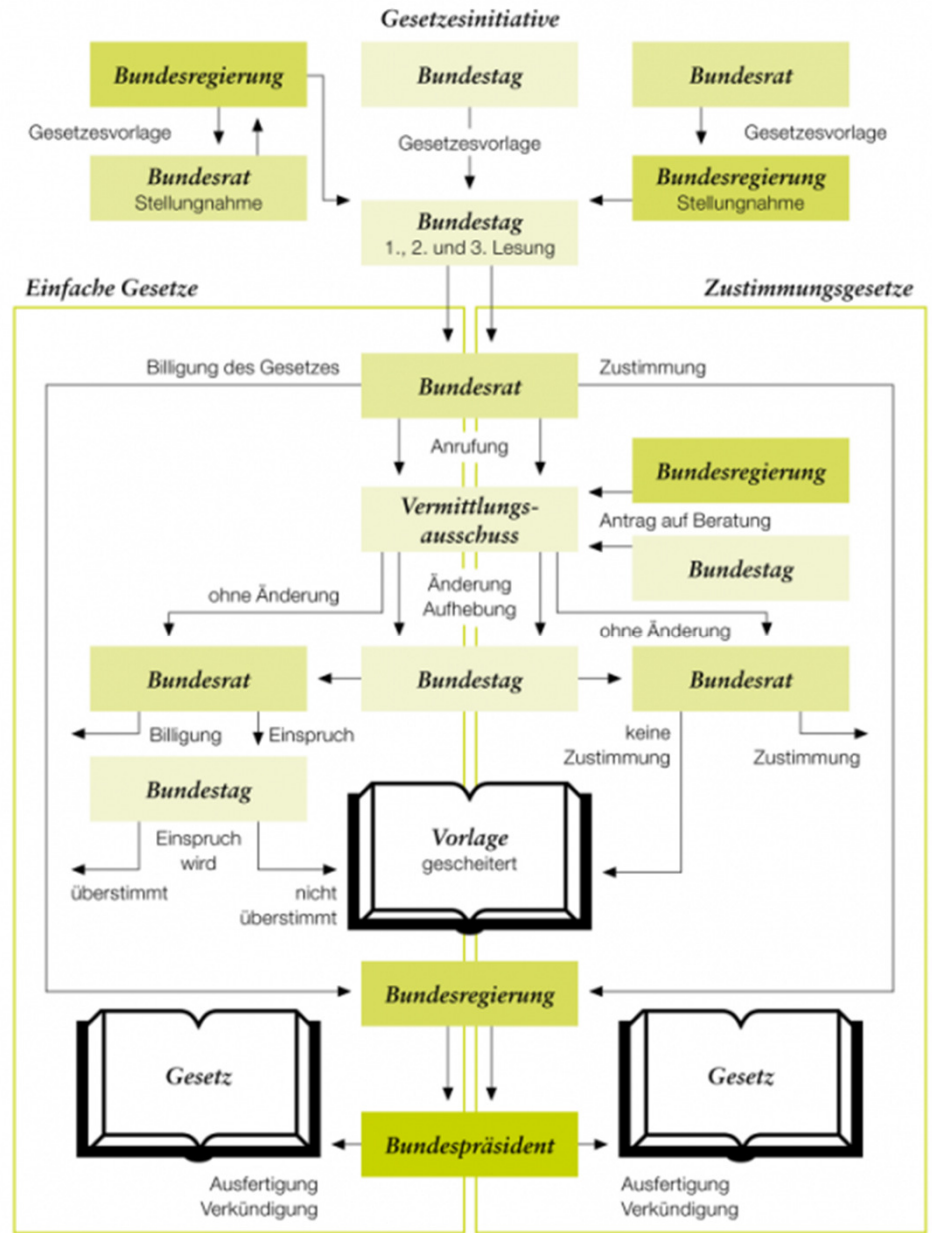 Gesetzesinitiative
Bundesregierung
Bundestag
Bundesrat
Gesetzesvorlage
Gesetzesvorlage
Gesetzesvorlage
Bundesrat
Stellungnahme
Bundesregierung
Stellungnahme
Bundestag
1., 2. und 3. Lesung
Einfache Gesetze
Zustimmungsgesetze
Billigung des Gesetzes
Zustimmung
Bundesrat
Anrufung
Bundesregierung
Vermittlungs-
ausschuss
Antrag auf Beratung
Bundestag
ohne Änderung
Änderung
Aufhebung
ohne Änderung
Bundesrat
Bundestag
Bundesrat
Billigung
Einspruch
keine
Zustimmung
Zustimmung
Bundestag
Einspruch
wird
überstimmt
nicht
überstimmt
Vorlage
gescheitert
Bundesregierung
Gesetz
Gesetz
Bundespräsident
Ausfertigung
Verkündigung
Ausfertigung
Verkündigung